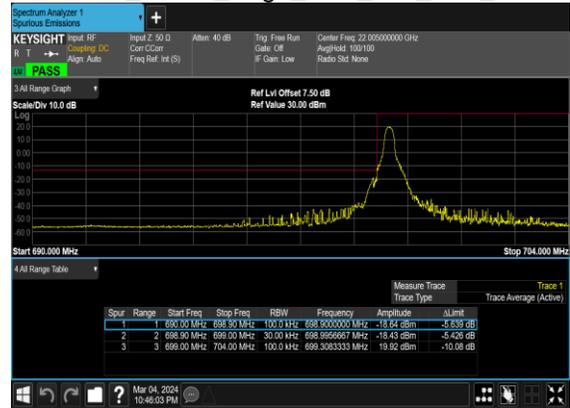 Spectrum Analyzer 1
Spurious Emissions
KEYSIGHT Input: RF Input Z: 50 Ω Atten: 40 dB Trig: Free Run Center Freq: 22.005000000 GHz
R T Coupling: DC Corr CCorr Gate: Off Avg|Hold: 100/100
Align: Auto Freq Ref: Int (S) IF Gain: Low Radio Std: None
PASS
3 All Range Graph
Ref Lvl Offset 7.50 dB
Scale/Div 10.0 dB Ref Value 30.00 dBm
Log
20.0
10.0
0.00
-10.0
-20.0
-30.0
-40.0
-50.0
-60.0
Start 690.000 MHz Stop 704.000 MHz
4 All Range Table
Measure Trace Trace 1
Trace Type Trace Average (Active)
Spur Range Start Freq Stop Freq RBW Frequency Amplitude ΔLimit
1 1 690.00 MHz 698.90 MHz 100.0 kHz 698.9000000 MHz -18.64 dBm -5.639 dB
2 2 698.90 MHz 699.00 MHz 30.00 kHz 698.9956667 MHz -18.43 dBm -5.426 dB
3 3 699.00 MHz 704.00 MHz 100.0 kHz 699.3083333 MHz 19.92 dBm -10.08 dB
Mar 04, 2024
10:46:03 PM